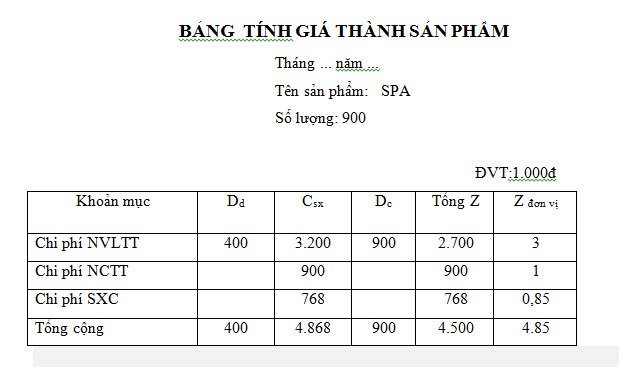 BẢNG TÍNH GIÁ THÀNH SẢN PHẨM
Tháng ... năm ...
Tên sản phẩm: SPA
Số lượng: 900
ĐVT:1.000đ
Khoản mục Dđ Csx Dc Tổng Z Z đơn vị
Chi phí NVLTT 400 3.200 900 2.700 3
Chi phí NCTT 900 900 1
Chi phí SXC 768 768 0,85
Tổng cộng 400 4.868 900 4.500 4.85